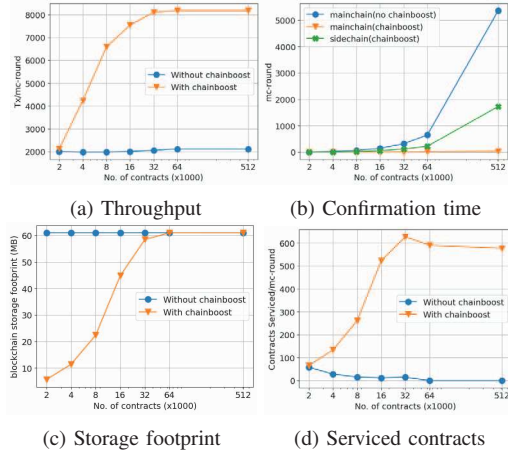 8000
7000
6000
5000
4000
3000
2000
Tx/mc-round
Without chainboost
With chainboost
2 4 8 16 32 64 512
No. of contracts (x1000)
(a) Throughput
5000
4000
3000
2000
1000
0
mc-round
mainchain(no chainboost)
mainchain(chainboost)
sidechain(chainboost)
2 4 8 16 32 64 512
No. of contracts (x1000)
(b) Confirmation time
60
50
40
30
20
10
blockchain storage footprint (MB)
Without chainboost
With chainboost
2 4 8 16 32 64 512
No. of contracts (x1000)
(c) Storage footprint
600
500
400
300
200
100
0
Contracts Serviced/mc-round
Without chainboost
With chainboost
2 4 8 16 32 64 512
No. of contracts (x1000)
(d) Serviced contracts